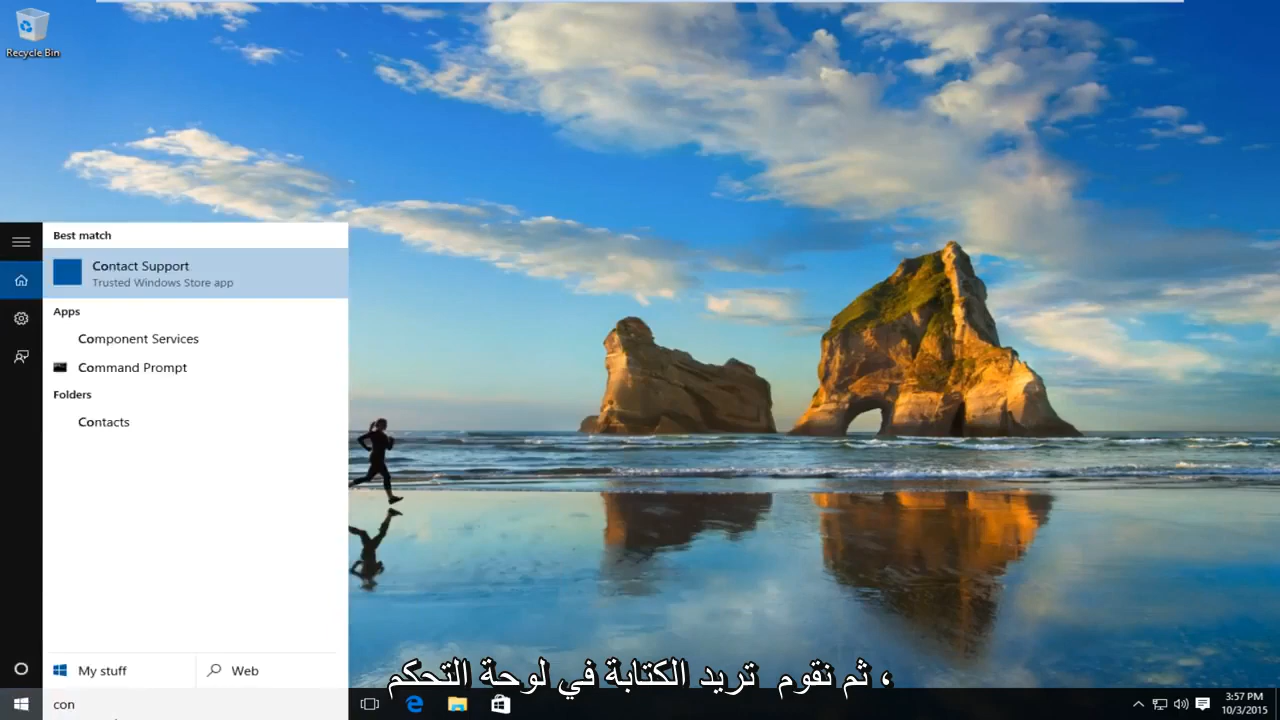 Recycle Bin
Best match
Contact Support
Trusted Windows Store app
Apps
Component Services
Command Prompt
Folders
Contacts
My stuff
Web
، ثم نقوم  تريد الكتابة في لوحة التحكم
con
3:57 PM
10/3/2015